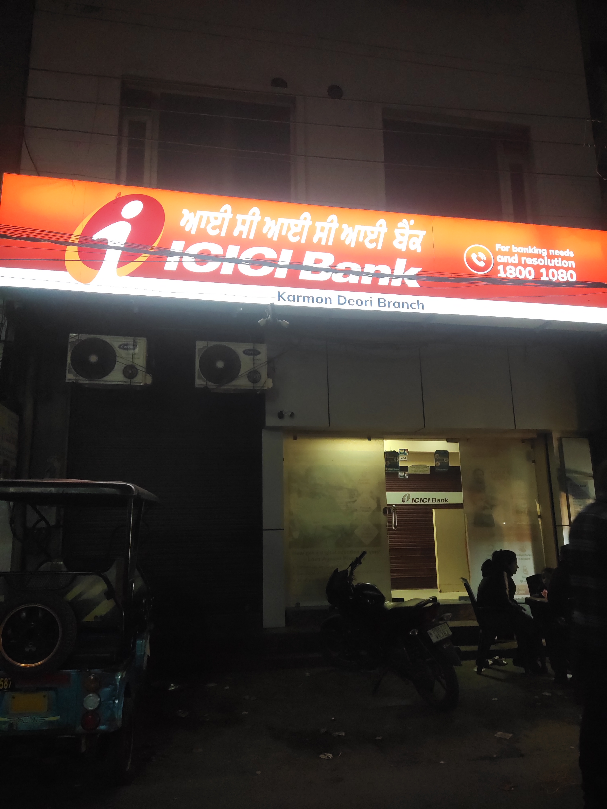 ਆਈ ਸੀ ਆਈ ਸੀ ਆਈ ਬੈਂਕ
ICICI Bank
For banking needs
and resolution
1800 1080
Karmon Deori Branch
ICICI Bank